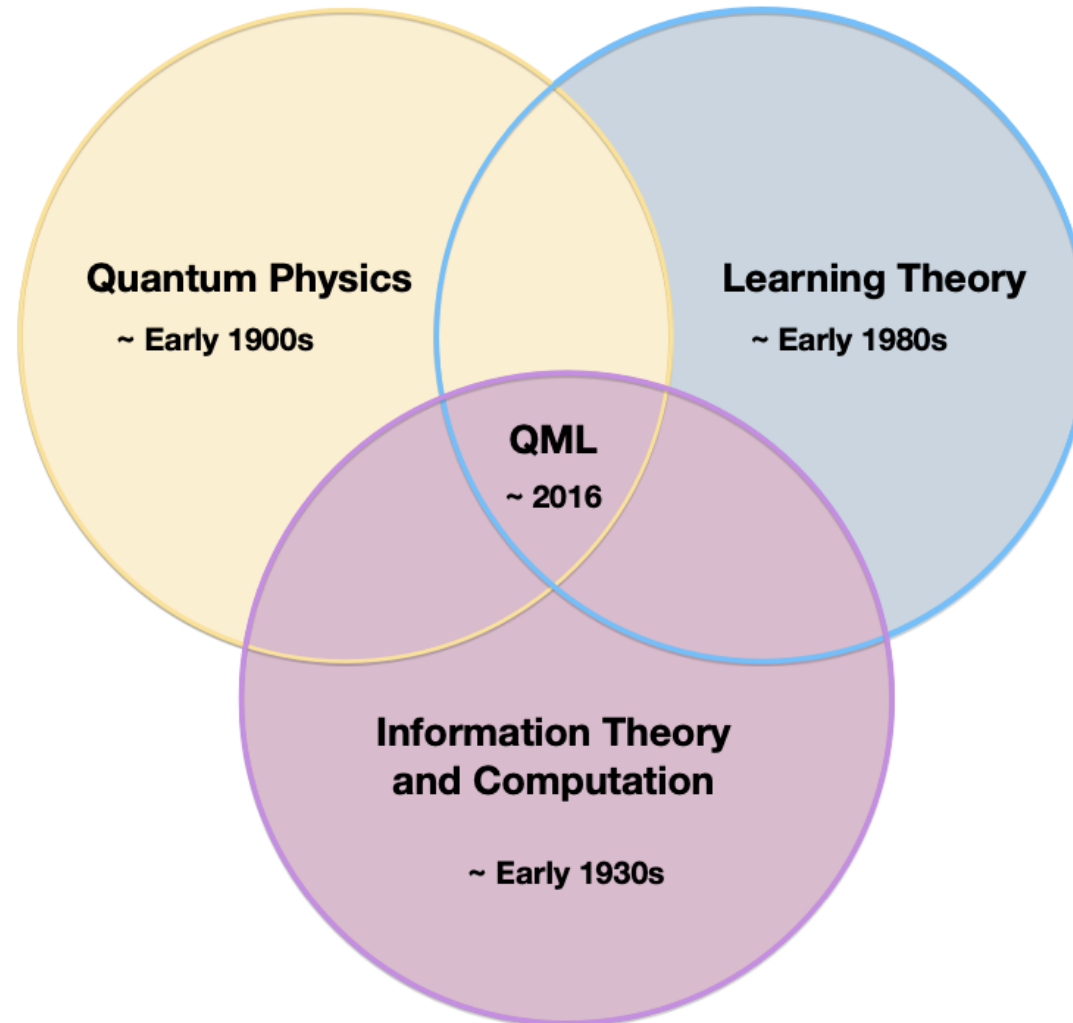 Quantum Physics
~ Early 1900s
Learning Theory
~ Early 1980s
QML
~ 2016
Information Theory
and Computation
~ Early 1930s